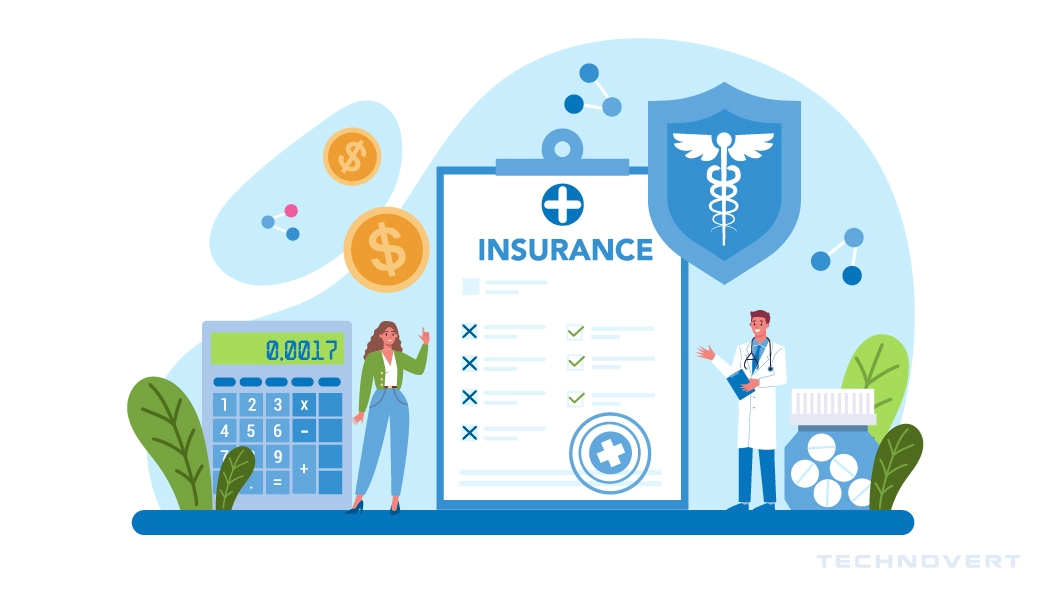 $
$
INSURANCE
0.0017
1 2 3 x
4 5 6 -
7 9
+
. =
TECHNOVERT